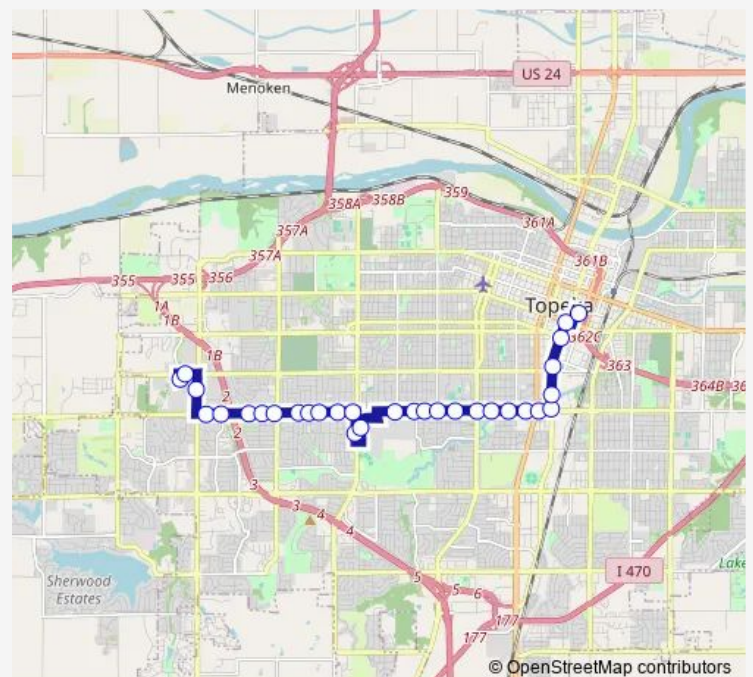 US 24
Menoken
359
358A
358B
361A
357A
361B
357A
355
355
356
1A
Topeka
1B
362C
1B
363
364B
36
2
2
3
3
4
4
I 470
Lake
5
5
6
Sherwood
Estates
177
177
© OpenStreetMap contributors